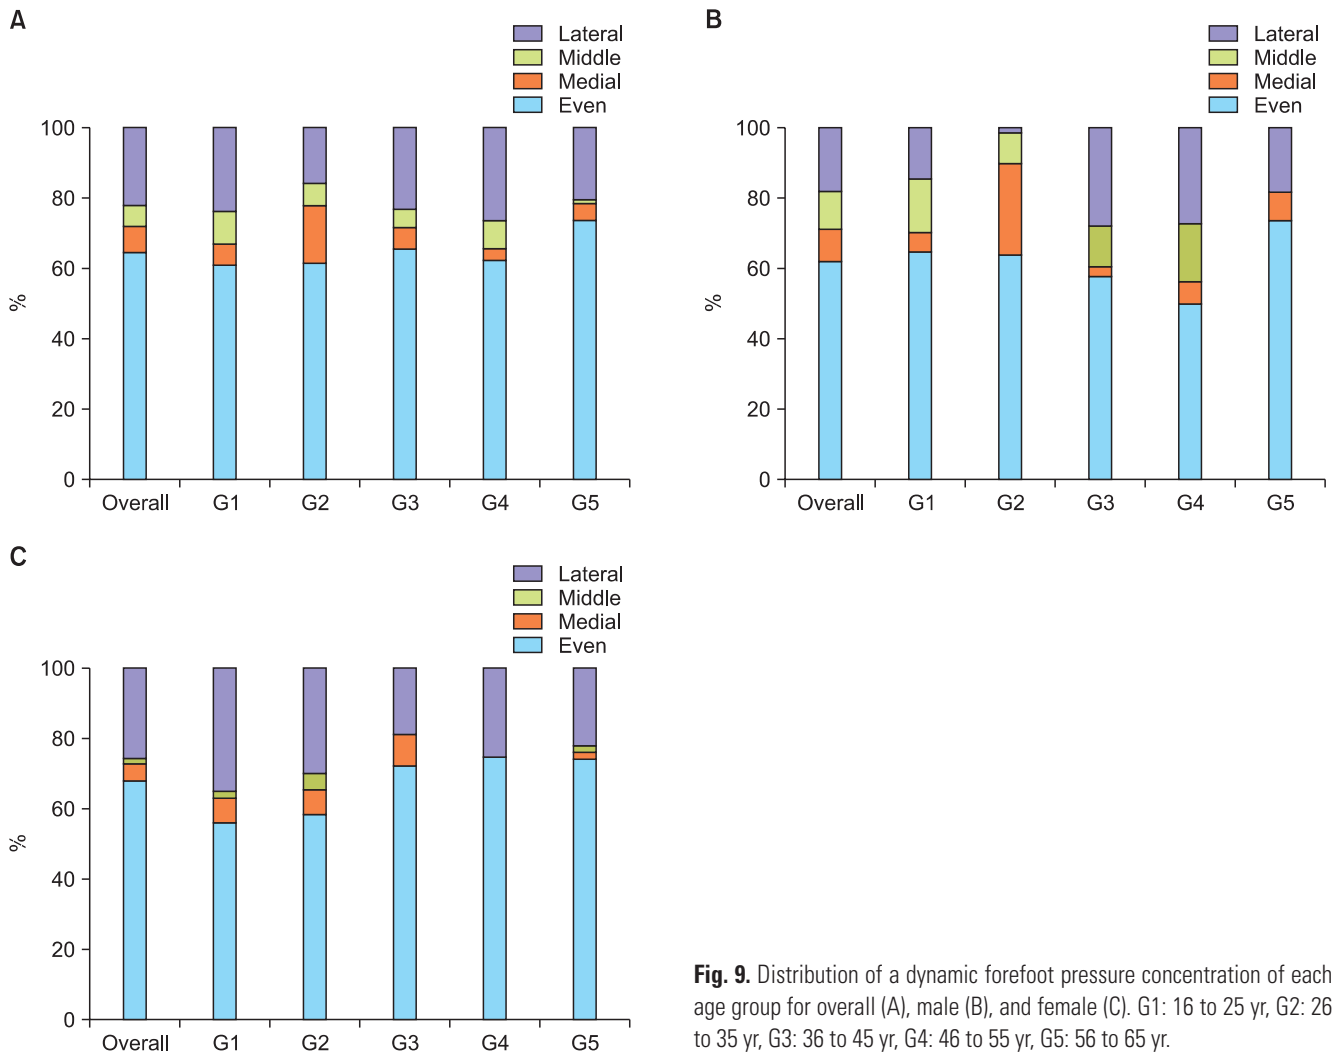 A
Lateral
Middle
Medial
Even
100
80
60
40
20
0
%
Overall G1 G2 G3 G4 G5
B
Lateral
Middle
Medial
Even
100
80
60
40
20
0
%
Overall G1 G2 G3 G4 G5
C
Lateral
Middle
Medial
Even
100
80
60
40
20
0
%
Overall G1 G2 G3 G4 G5
Fig. 9. Distribution of a dynamic forefoot pressure concentration of each
age group for overall (A), male (B), and female (C). G1: 16 to 25 yr, G2: 26
to 35 yr, G3: 36 to 45 yr, G4: 46 to 55 yr, G5: 56 to 65 yr.